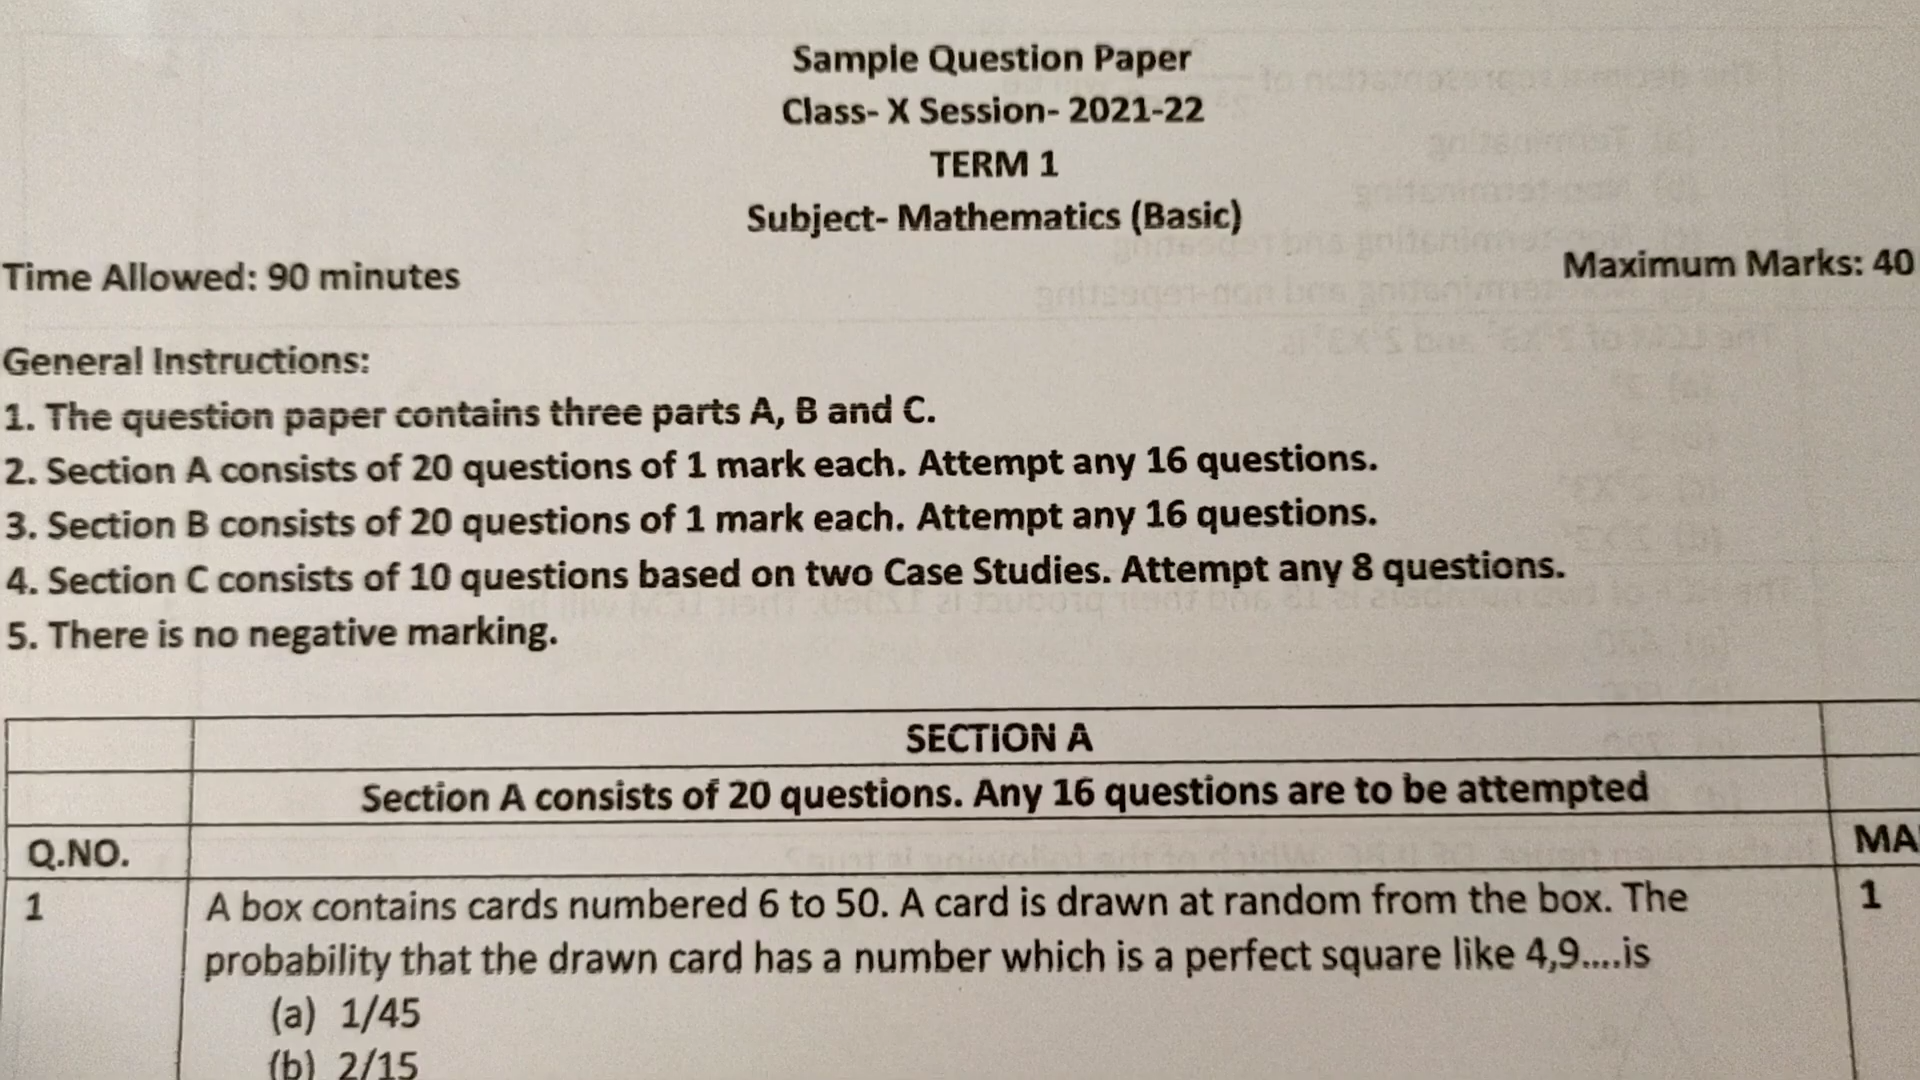 Sample Question Paper
Class- X Session- 2021-22
TERM 1
Subject- Mathematics (Basic)
Time Allowed: 90 minutes Maximum Marks: 40
General Instructions:
1. The question paper contains three parts A, B and C.
2. Section A consists of 20 questions of 1 mark each. Attempt any 16 questions.
3. Section B consists of 20 questions of 1 mark each. Attempt any 16 questions.
4. Section C consists of 10 questions based on two Case Studies. Attempt any 8 questions.
5. There is no negative marking.
SECTION A
Section A consists of 20 questions. Any 16 questions are to be attempted
Q.NO. MA
1 A box contains cards numbered 6 to 50. A card is drawn at random from the box. The 1
probability that the drawn card has a number which is a perfect square like 4,9....is
(a) 1/45
(b) 2/15